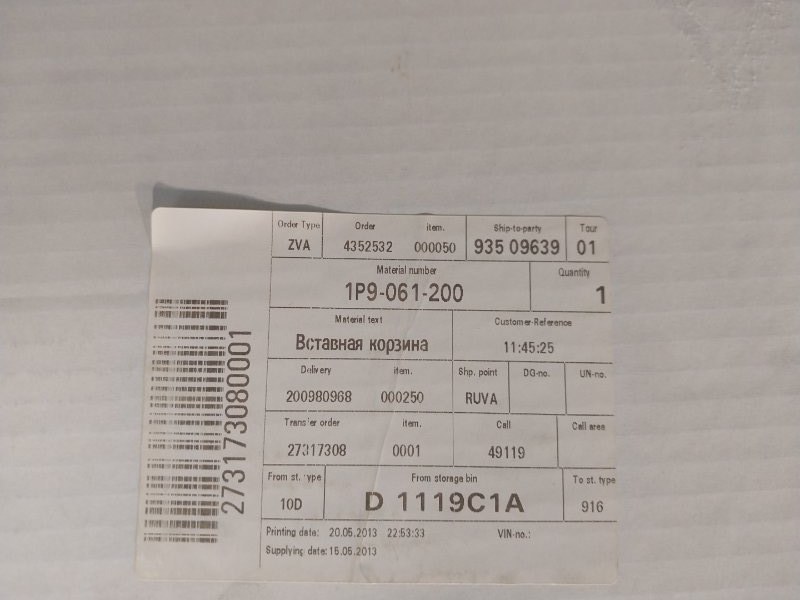 Order Type Order item. Ship-to-party Tour
ZVA 4352532 000050 935 09639 01
Material number Quantity
1P9-061-200 1
Material text Customer-Reference
Вставная корзина 11:45:25
Delivery item. Shp. point DG-no. UN-no.
200980968 000250 RUVA
Transfer order item. Call Call area
27317308 0001 49119
From st. type From storage bin To st. type
10D D 1119C1A 916
Printing date: 20.05.2013 22:53:33 VIN-no.:
Supplying date: 15.05.2013
273173080001